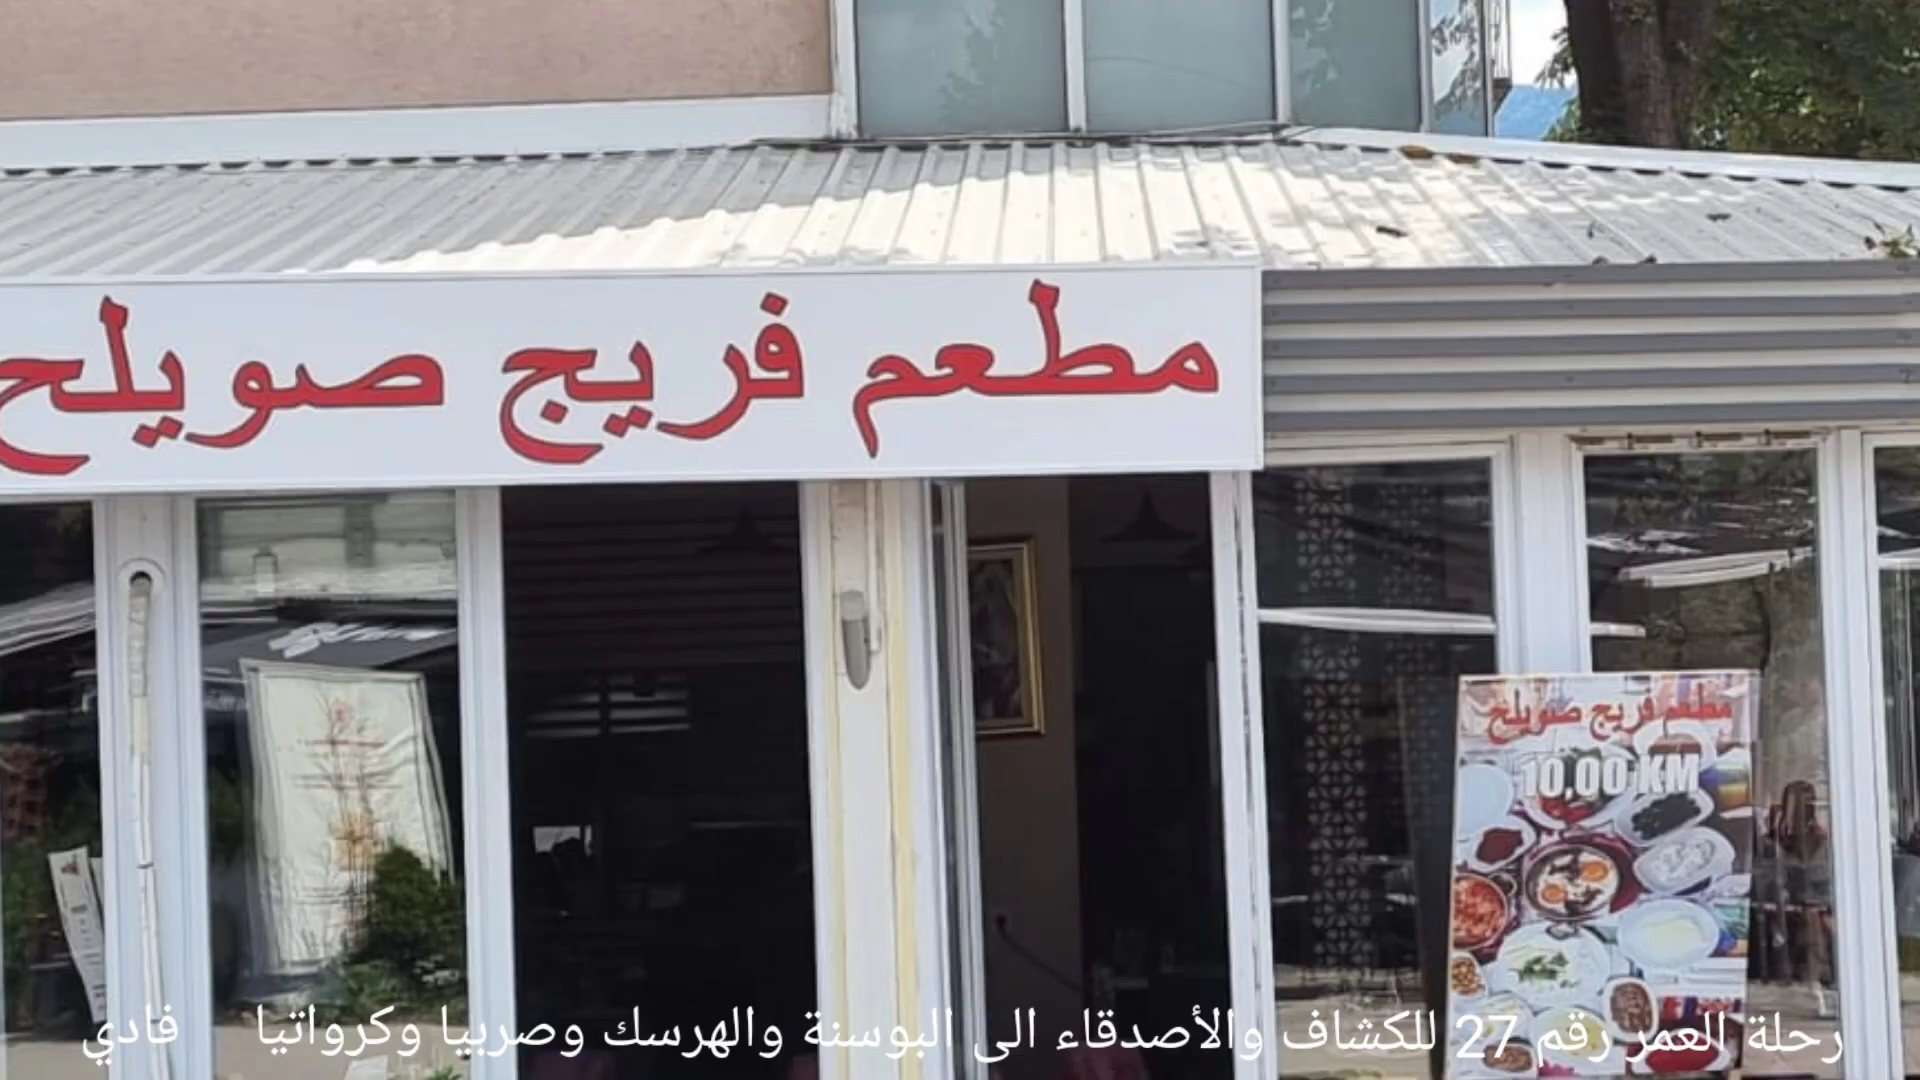 مطعم فريج صويلح
مطعم فريج صويلح
10,00 KM
رحلة العمر رقم 27 للكشاف والأصدقاء الى البوسنة والهرسك وصربيا وكرواتيا فادي